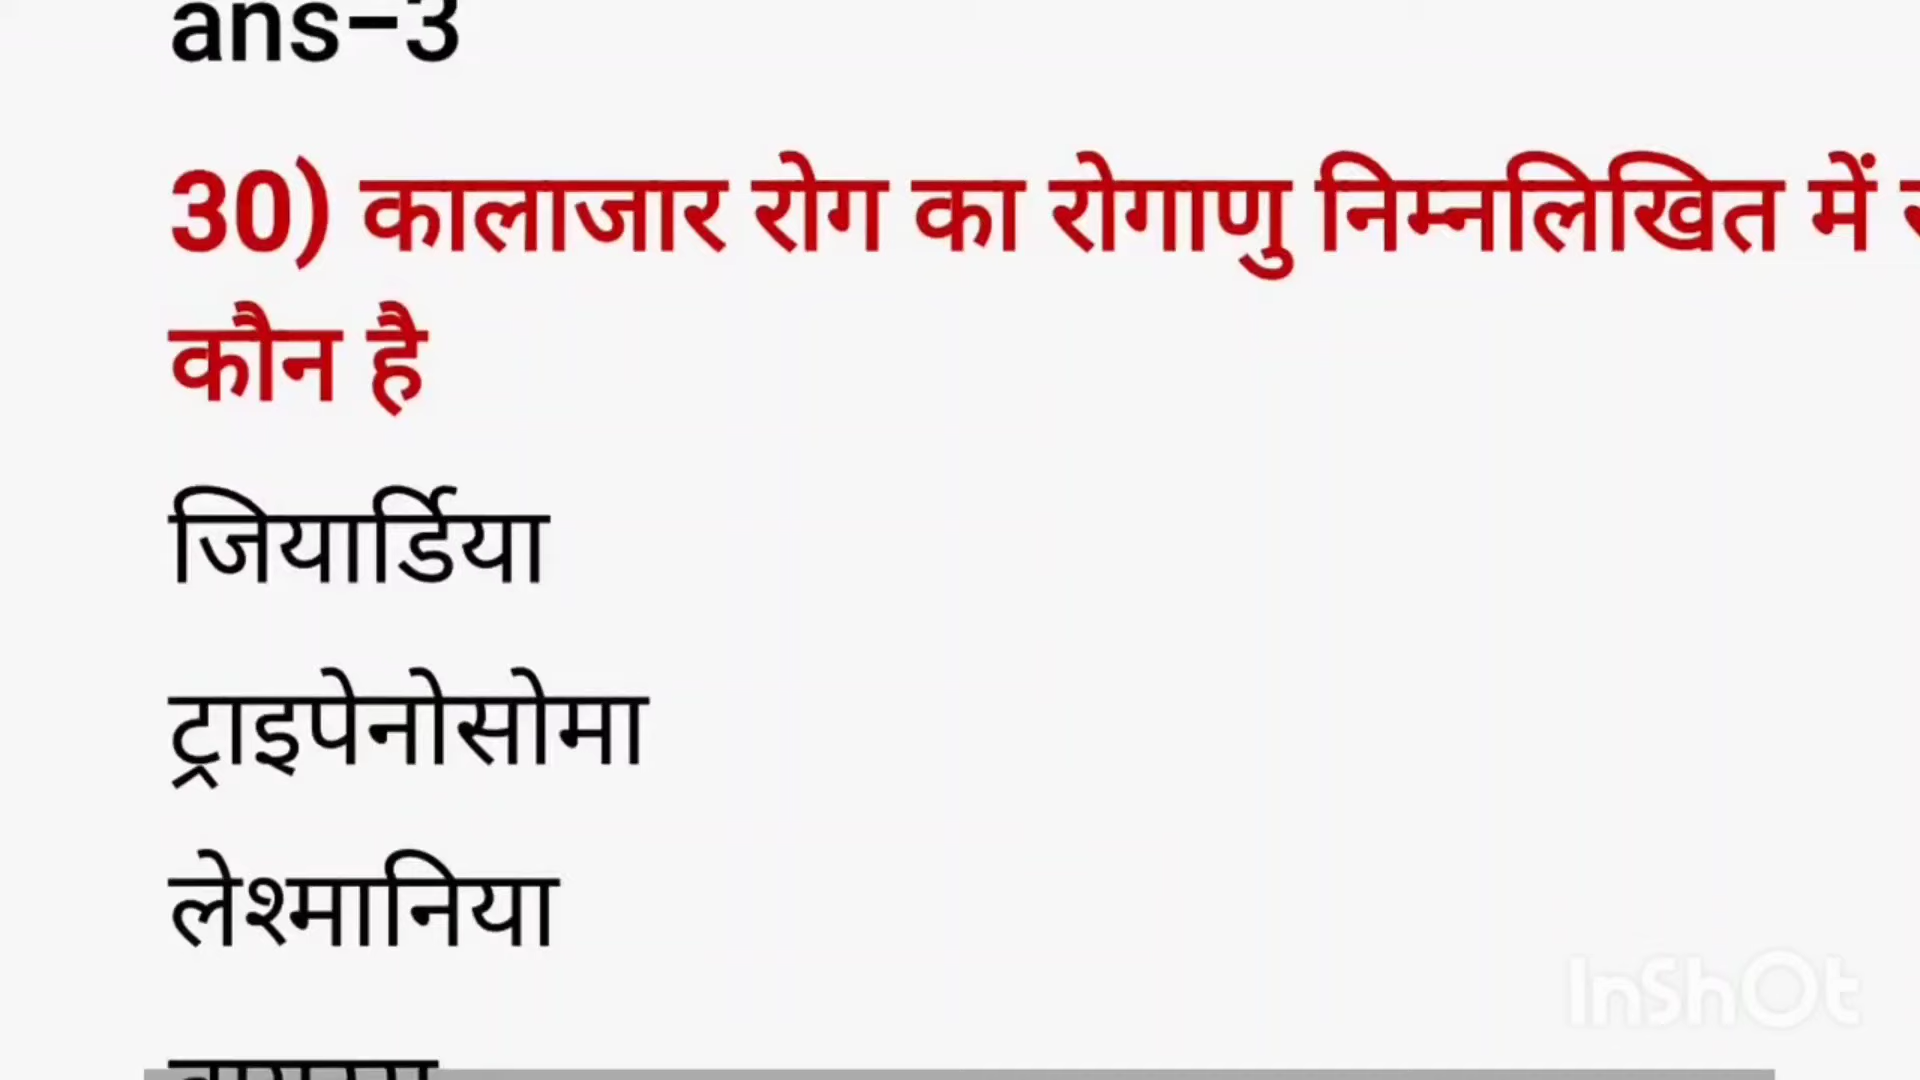 ans-3
30) कालाजार रोग का रोगाणु निम्नलिखित में
कौन है
जियार्डिया
ट्राइपेनोसोमा
लेश्मानिया
InShOt